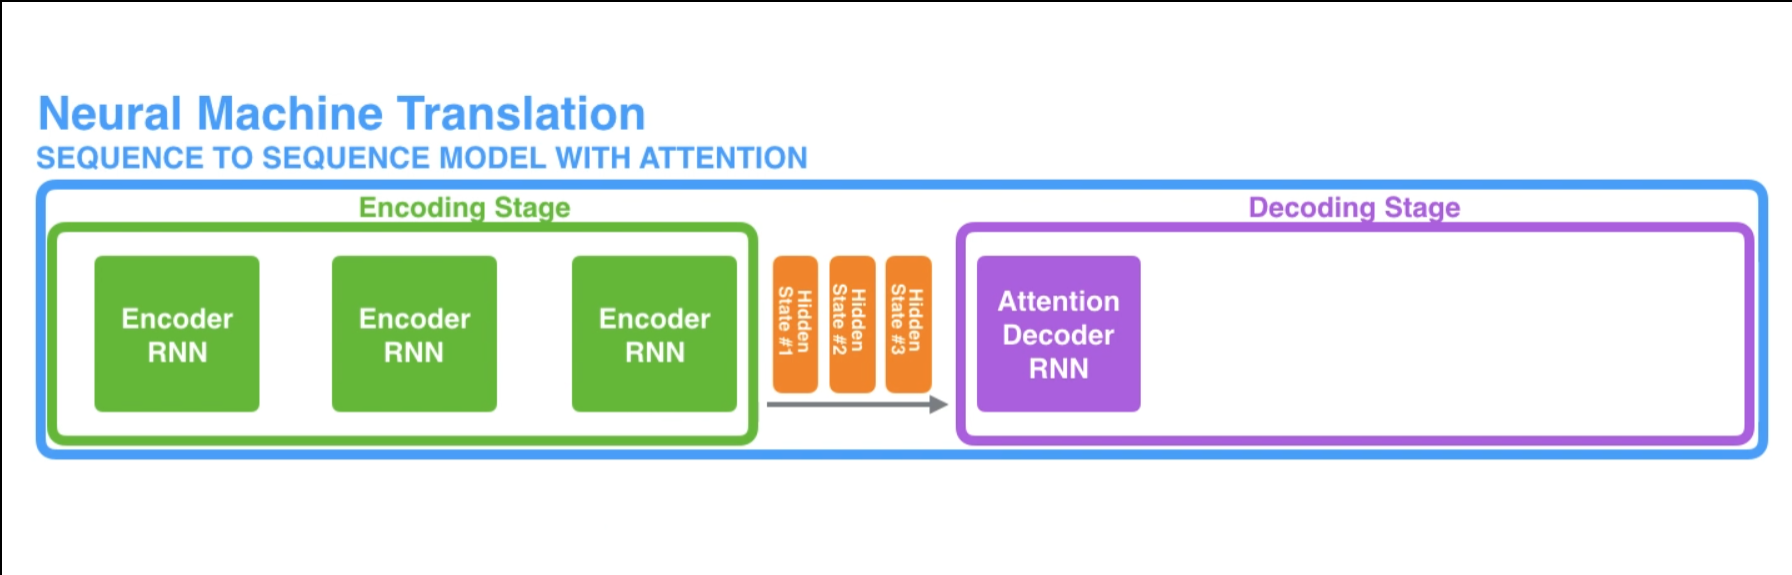 Neural Machine Translation
SEQUENCE TO SEQUENCE MODEL WITH ATTENTION
Encoding Stage
Decoding Stage
Encoder
RNN
Encoder
RNN
Encoder
RNN
Hidden
State #1
Hidden
State #2
Hidden
State #3
Attention
Decoder
RNN